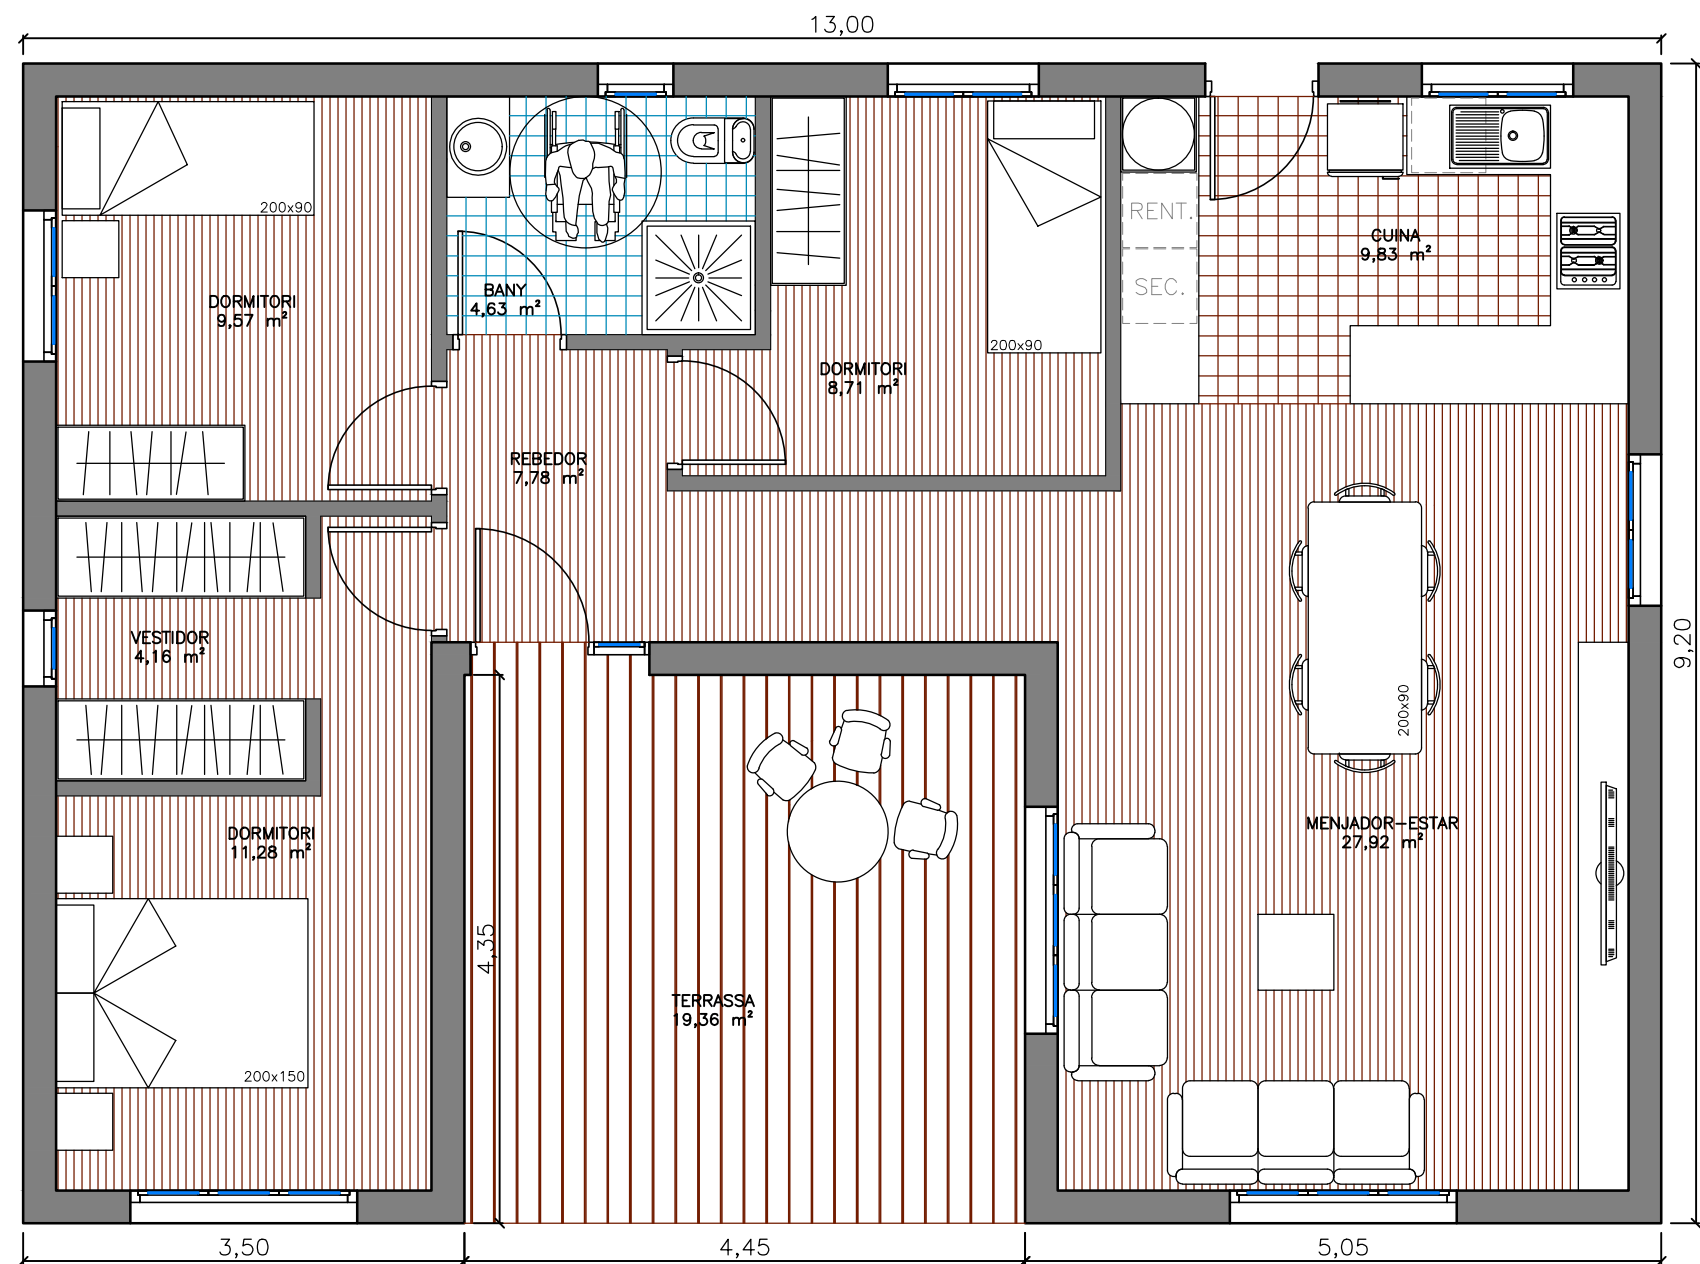 13,00
200x90
RENT.
CUINA
9,83 m²
SEC.
BANY
4,63 m²
DORMITORI
9,57 m²
200x90
DORMITORI
8,71 m²
REBEDOR
7,78 m²
VESTIDOR
4,16 m²
9,20
200x90
DORMITORI
11,28 m²
MENJADOR-ESTAR
27,92 m²
4,35
TERRASSA
19,36 m²
200x150
3,50
4,45
5,05